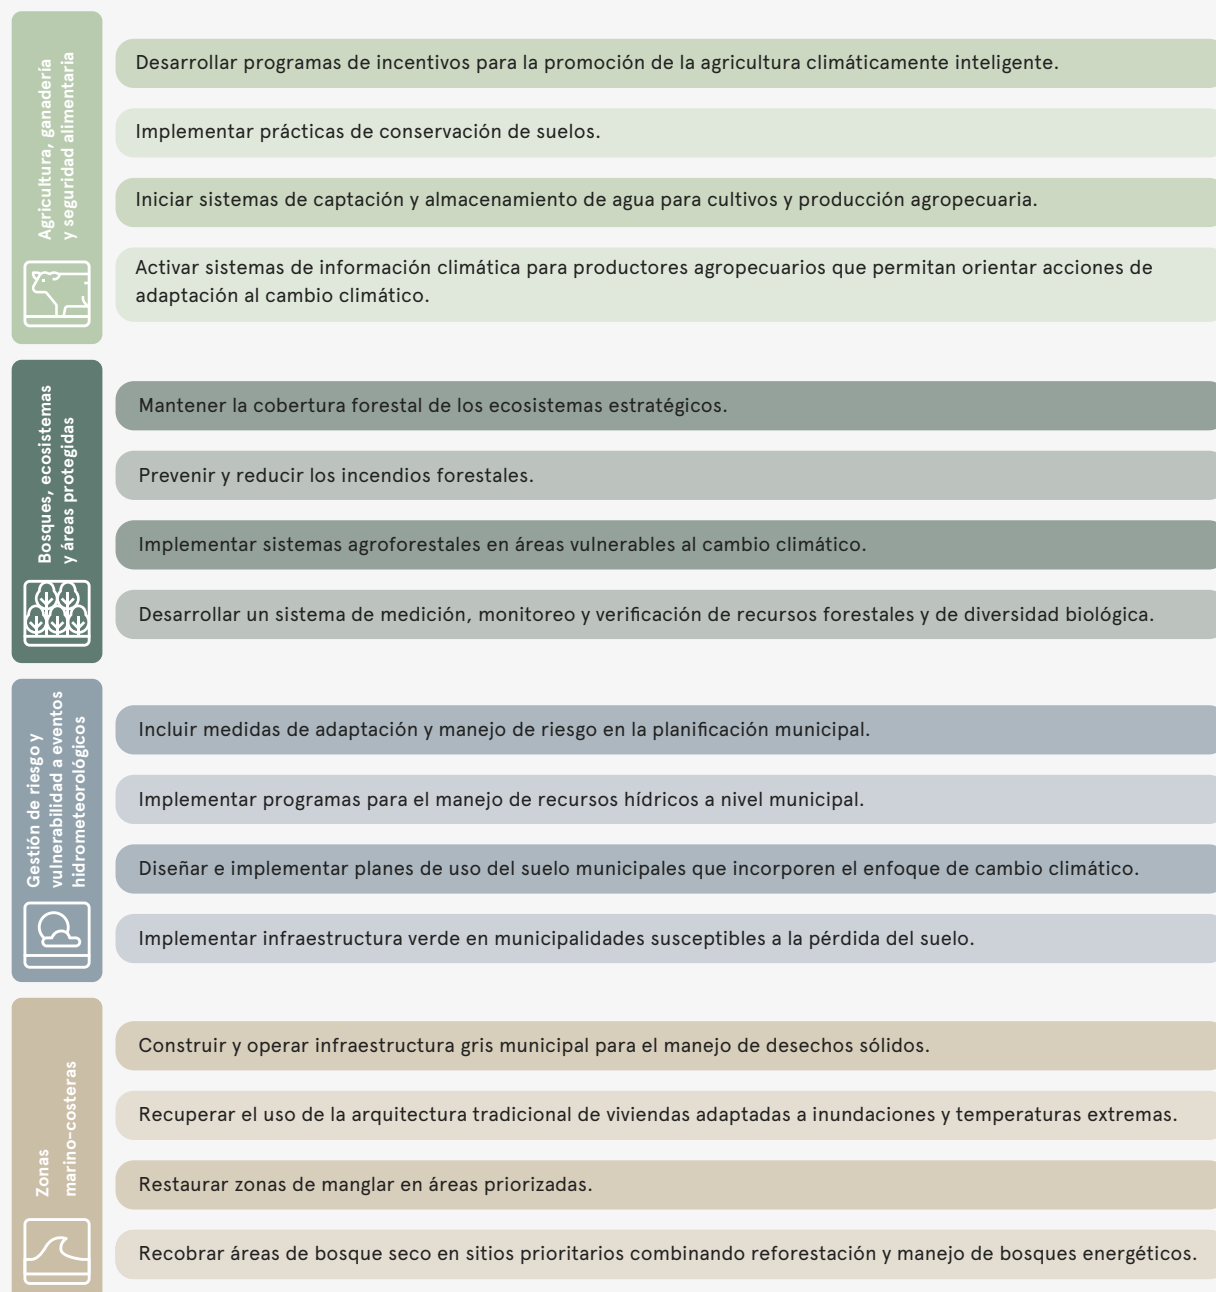 Agricultura, ganadería
y seguridad alimentaria
Desarrollar programas de incentivos para la promoción de la agricultura climáticamente inteligente.
Implementar prácticas de conservación de suelos.
Iniciar sistemas de captación y almacenamiento de agua para cultivos y producción agropecuaria.
Activar sistemas de información climática para productores agropecuarios que permitan orientar acciones de
adaptación al cambio climático.
Bosques, ecosistemas
y áreas protegidas
Mantener la cobertura forestal de los ecosistemas estratégicos.
Prevenir y reducir los incendios forestales.
Implementar sistemas agroforestales en áreas vulnerables al cambio climático.
Desarrollar un sistema de medición, monitoreo y verificación de recursos forestales y de diversidad biológica.
Gestión de riesgo y
vulnerabilidad a eventos
hidrometeorológicos
Incluir medidas de adaptación y manejo de riesgo en la planificación municipal.
Implementar programas para el manejo de recursos hídricos a nivel municipal.
Diseñar e implementar planes de uso del suelo municipales que incorporen el enfoque de cambio climático.
Implementar infraestructura verde en municipalidades susceptibles a la pérdida del suelo.
Zonas
marino-costeras
Construir y operar infraestructura gris municipal para el manejo de desechos sólidos.
Recuperar el uso de la arquitectura tradicional de viviendas adaptadas a inundaciones y temperaturas extremas.
Restaurar zonas de manglar en áreas priorizadas.
Recobrar áreas de bosque seco en sitios prioritarios combinando reforestación y manejo de bosques energéticos.